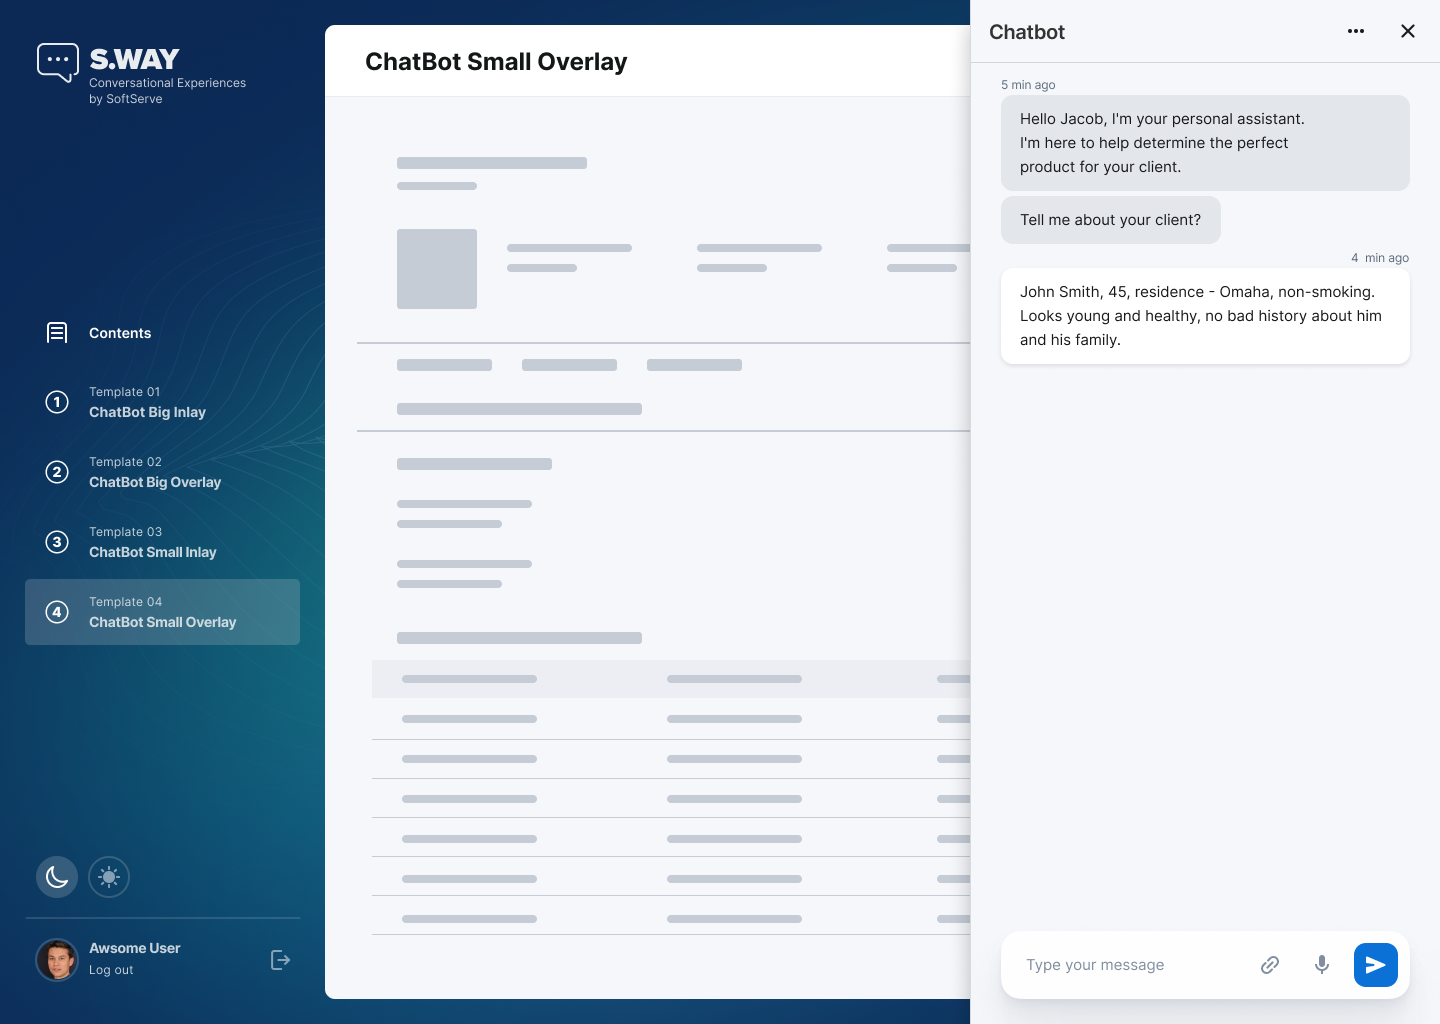 S.WAY
Conversational Experiences
by SoftServe
Contents
1
Template 01
ChatBot Big Inlay
2
Template 02
ChatBot Big Overlay
3
Template 03
ChatBot Small Inlay
4
Template 04
ChatBot Small Overlay
Awsome User
Log out
ChatBot Small Overlay
Chatbot
5 min ago
Hello Jacob, I'm your personal assistant.
I'm here to help determine the perfect
product for your client.
Tell me about your client?
4 min ago
John Smith, 45, residence - Omaha, non-smoking.
Looks young and healthy, no bad history about him
and his family.
Type your message